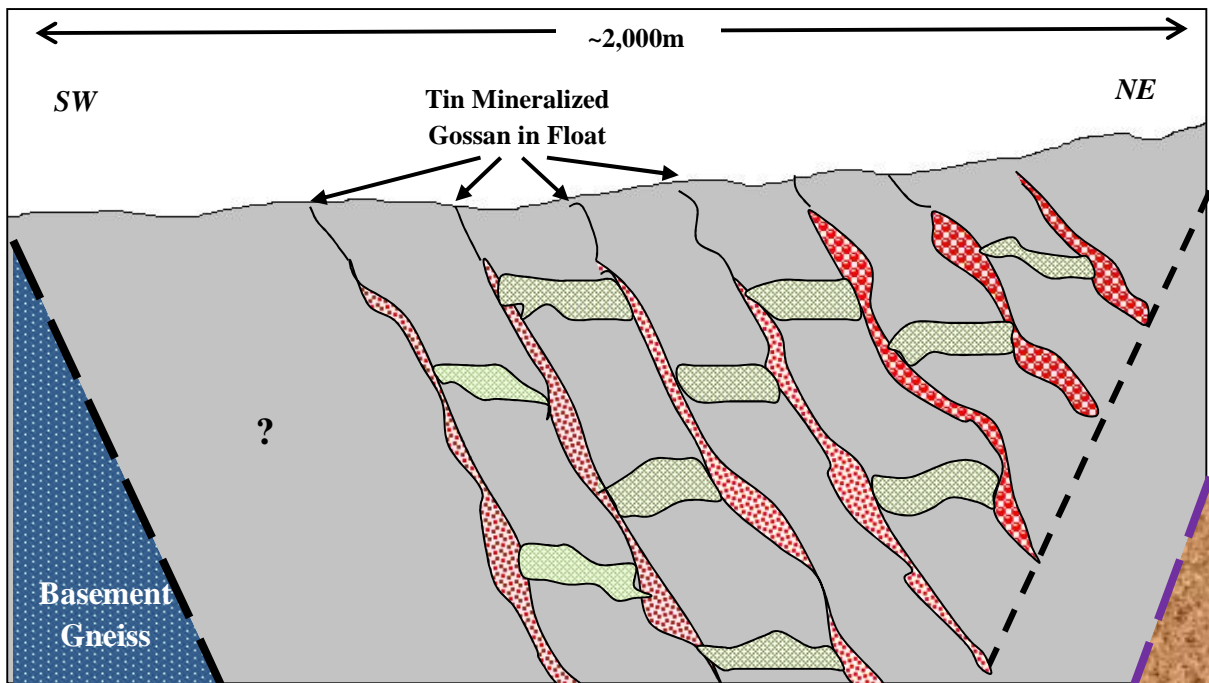 ~2,000m
SW
NE
Tin Mineralized
Gossan in Float
?
Basement
Gneiss